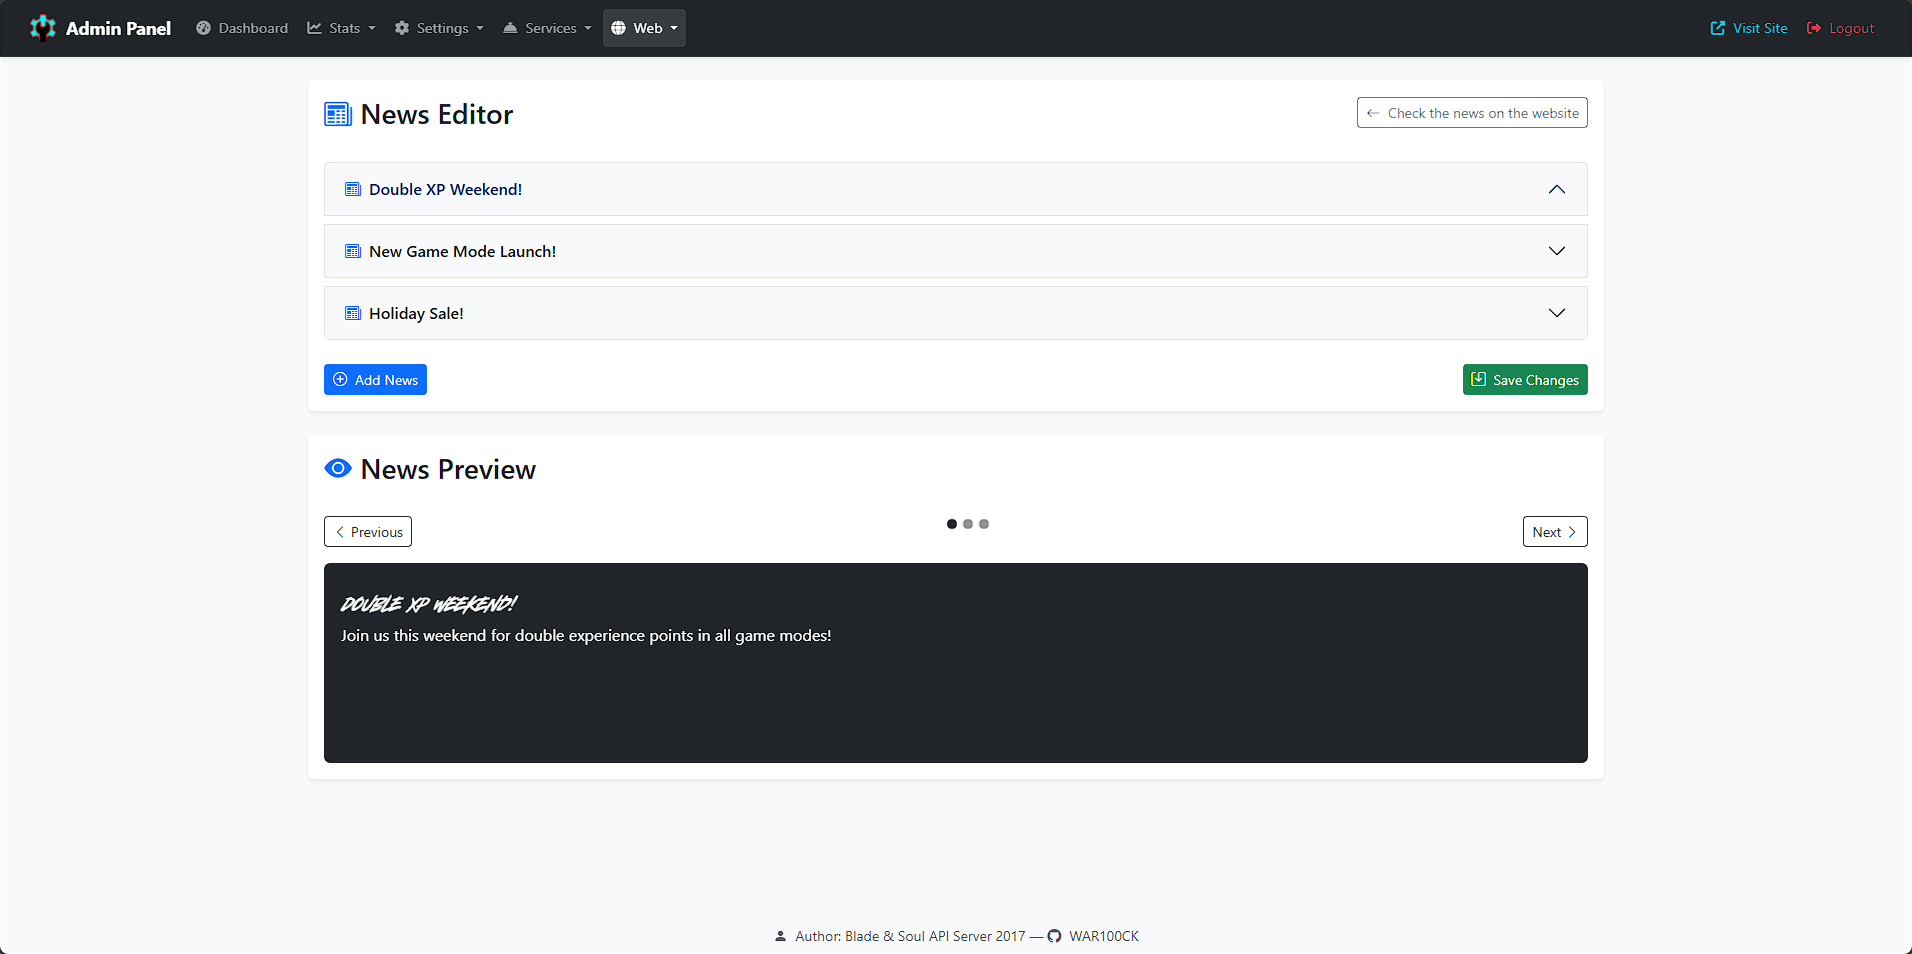 Admin Panel Dashboard Stats Settings Services Web Visit Site Logout
News Editor
Check the news on the website
Double XP Weekend!
New Game Mode Launch!
Holiday Sale!
Add News
Save Changes
News Preview
Previous
Next
DOUBLE XP WEEKEND!
Join us this weekend for double experience points in all game modes!
Author: Blade & Soul API Server 2017 — WAR100CK